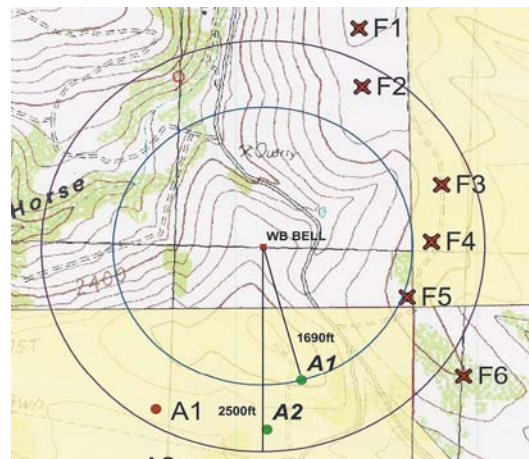 F1
F2
Quarry
F3
Horse
WB BELL
F4
2400
F5
1690ft
A1
F6
A1
2500ft
A2